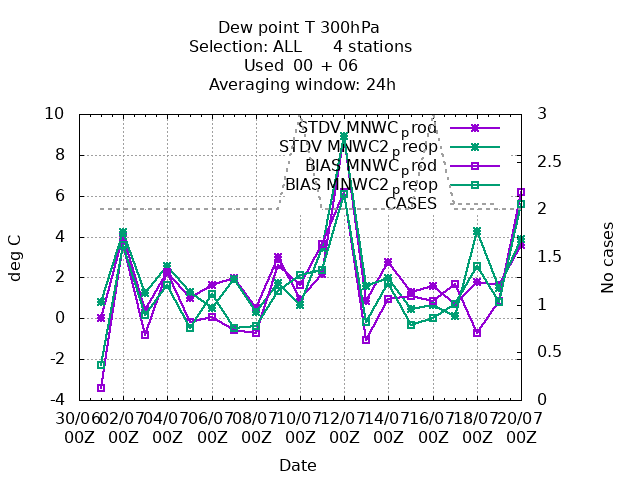 Dew point T 300hPa
Selection: ALL      4 stations
Used  00  + 06
Averaging window: 24h
STDV MNWC_prod
STDV MNWC2_preop
BIAS MNWC_prod
BIAS MNWC2_preop
CASES
10
8
6
4
2
0
-2
-4
deg C
3
2.5
2
1.5
1
0.5
0
No cases
30/06 02/07 04/07 06/07 08/07 10/07 12/07 14/07 16/07 18/07 20/07
00Z 00Z 00Z 00Z 00Z 00Z 00Z 00Z 00Z 00Z 00Z
Date